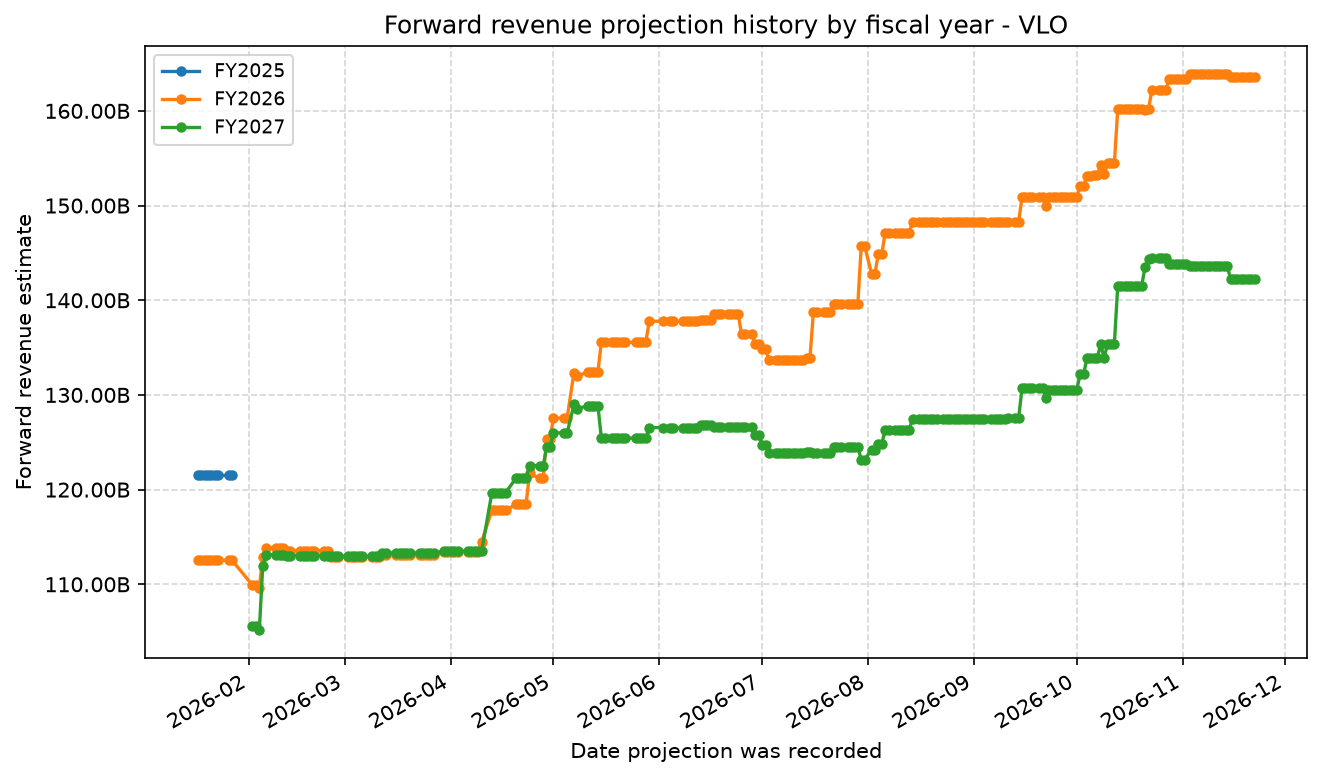 Forward revenue projection history by fiscal year - VLO
FY2025
FY2026
FY2027
Forward revenue estimate
160.00B
150.00B
140.00B
130.00B
120.00B
110.00B
2026-02
2026-03
2026-04
2026-05
2026-06
2026-07
2026-08
2026-09
2026-10
2026-11
2026-12
Date projection was recorded